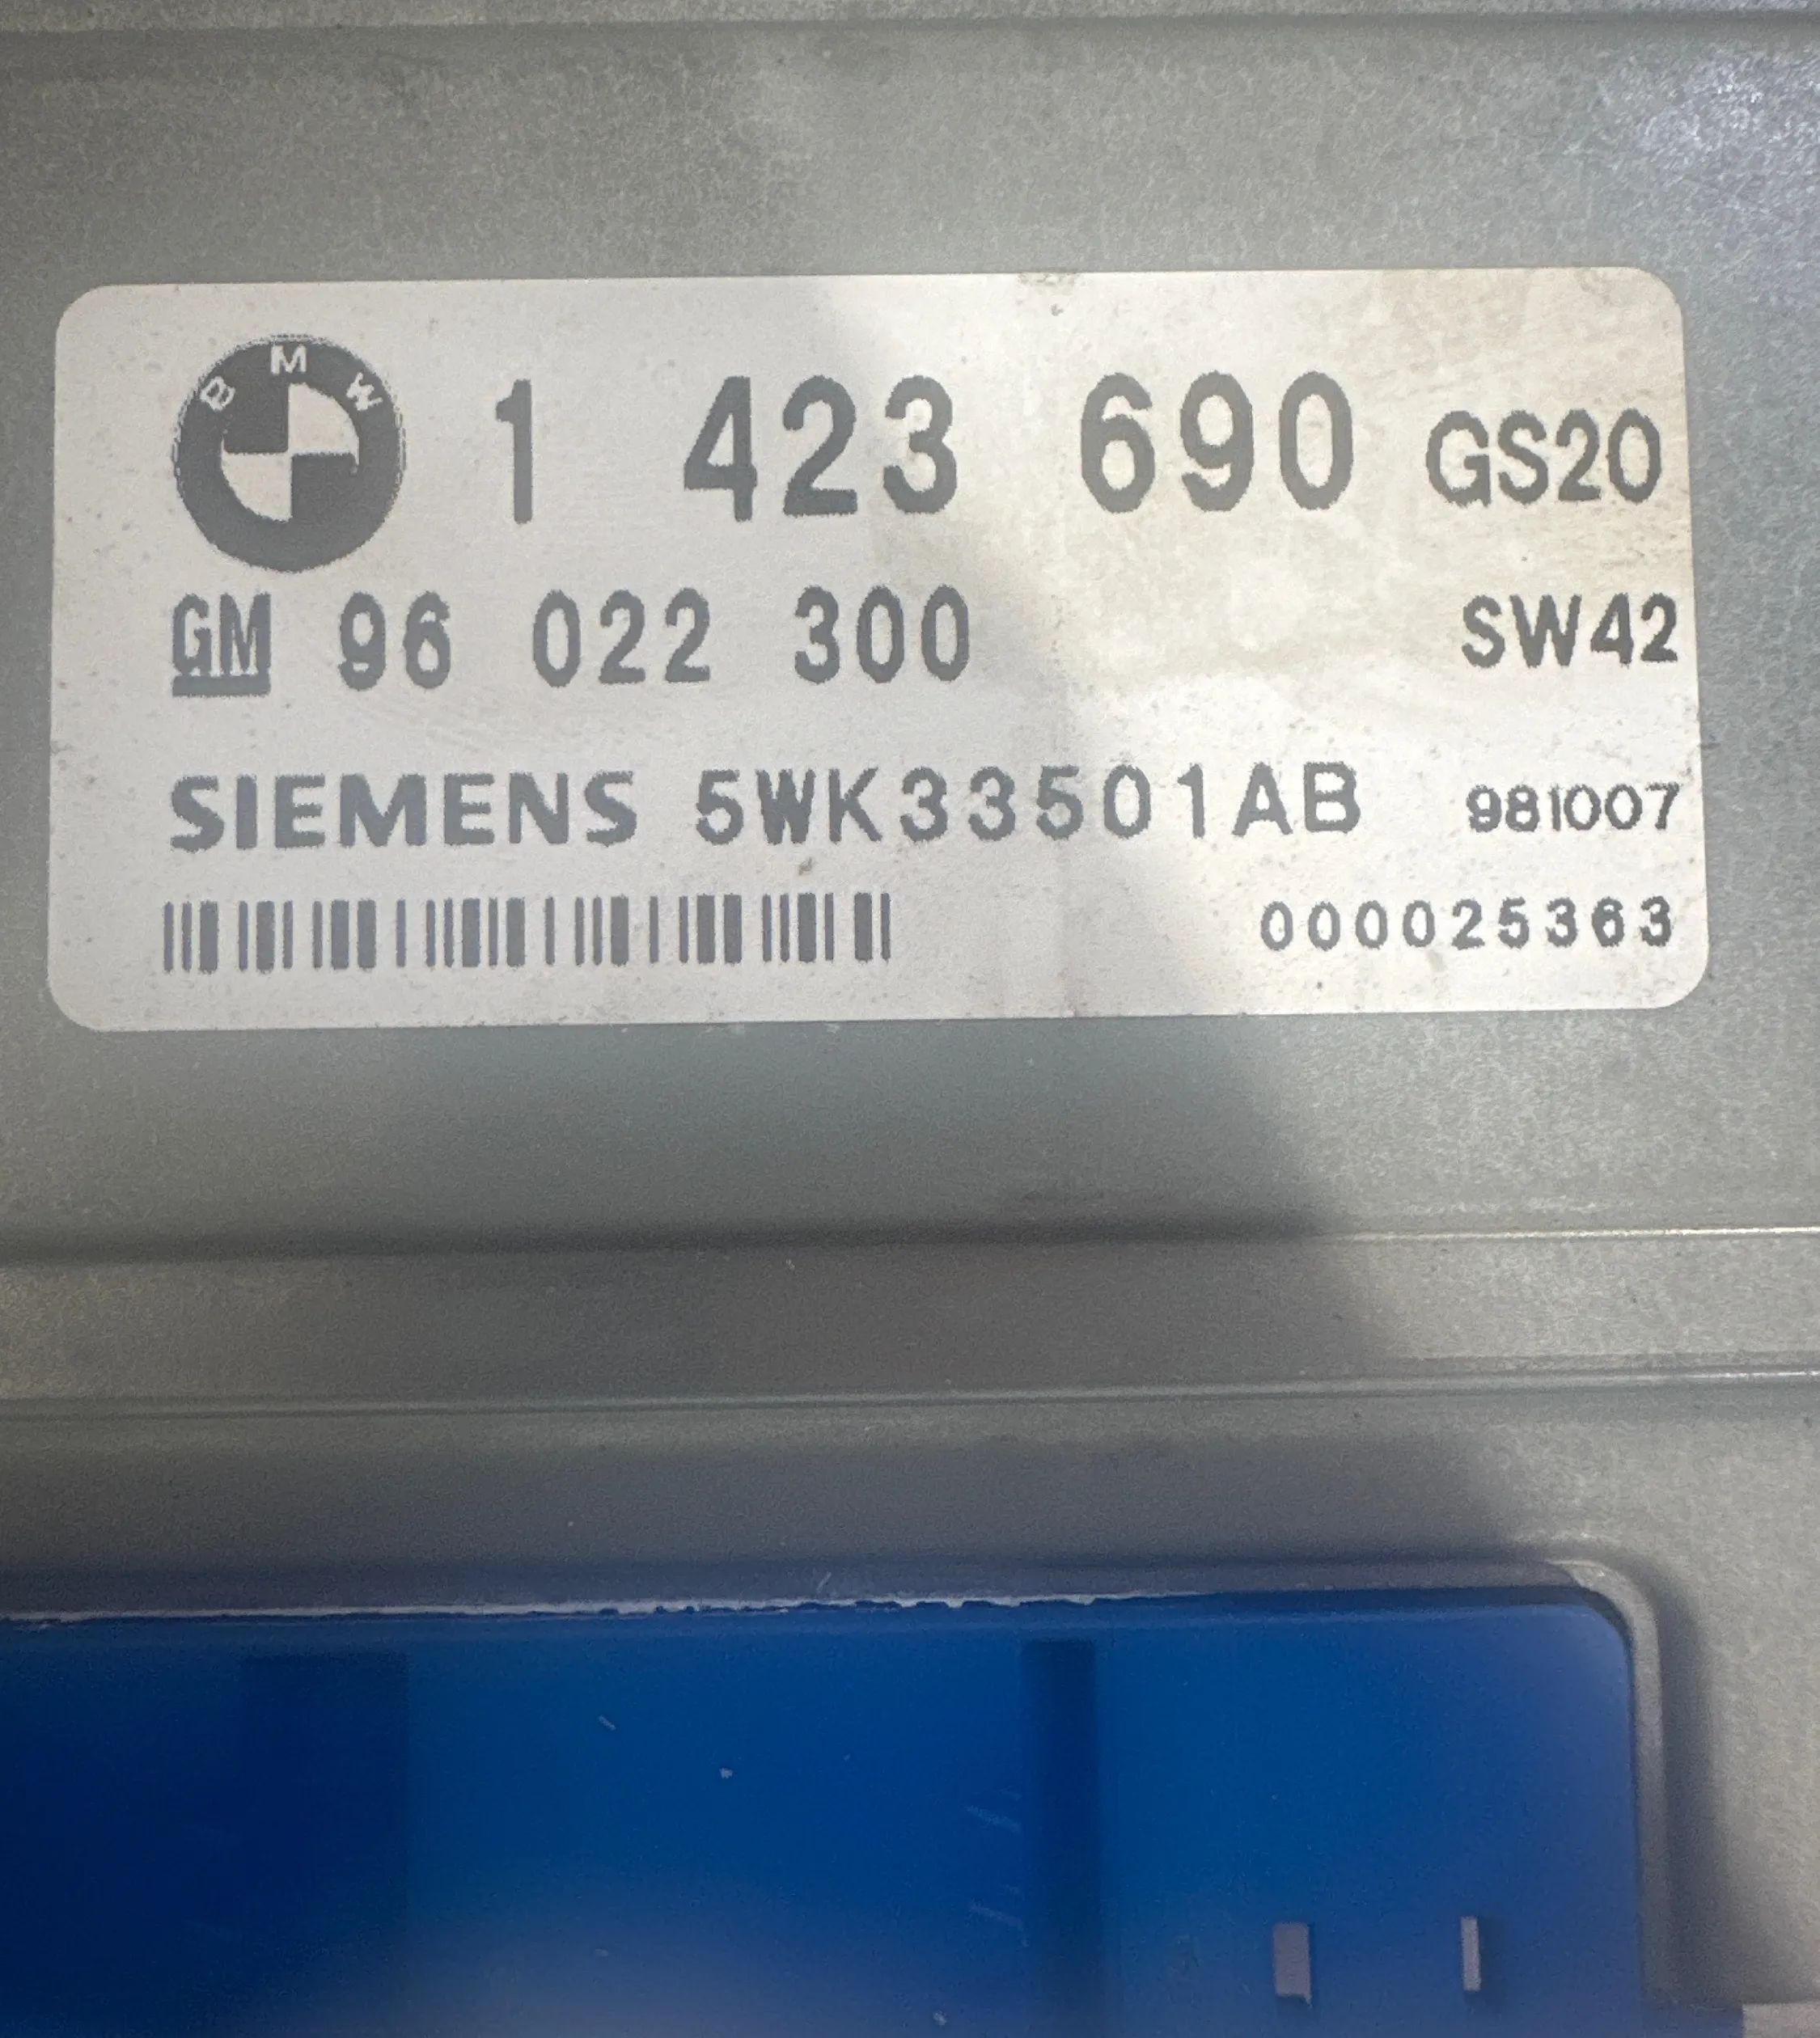 BMW 1 423 690 GS20
GM 96 022 300 SW42
SIEMENS 5WK33501AB 981007
000025363